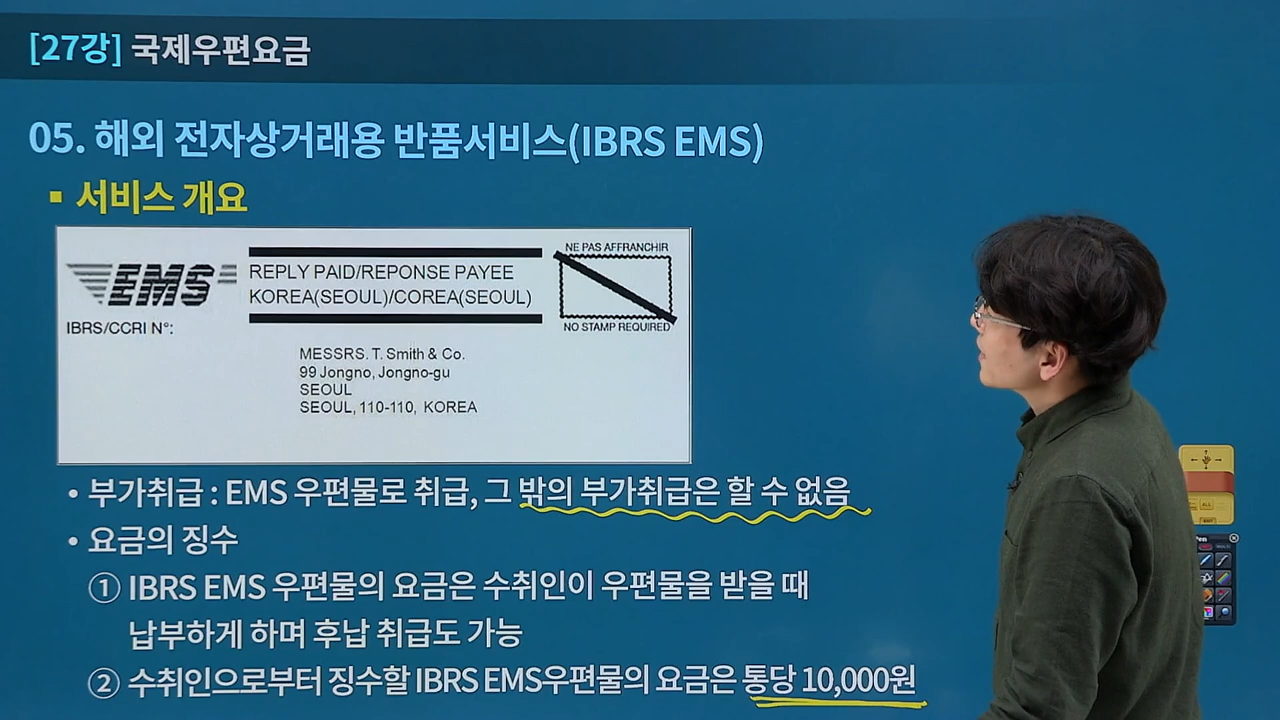 [27강] 국제우편요금
05. 해외 전자상거래용 반품서비스(IBRS EMS)
▪ 서비스 개요
EMS
IBRS/CCRI N°:
REPLY PAID/REPONSE PAYEE
KOREA(SEOUL)/COREA(SEOUL)
NE PAS AFFRANCHIR
NO STAMP REQUIRED
MESSRS. T. Smith & Co.
99 Jongno, Jongno-gu
SEOUL
SEOUL, 110-110, KOREA
• 부가취급 : EMS 우편물로 취급, 그 밖의 부가취급은 할 수 없음
• 요금의 징수
① IBRS EMS 우편물의 요금은 수취인이 우편물을 받을 때
납부하게 하며 후납 취급도 가능
② 수취인으로부터 징수할 IBRS EMS우편물의 요금은 통당 10,000원